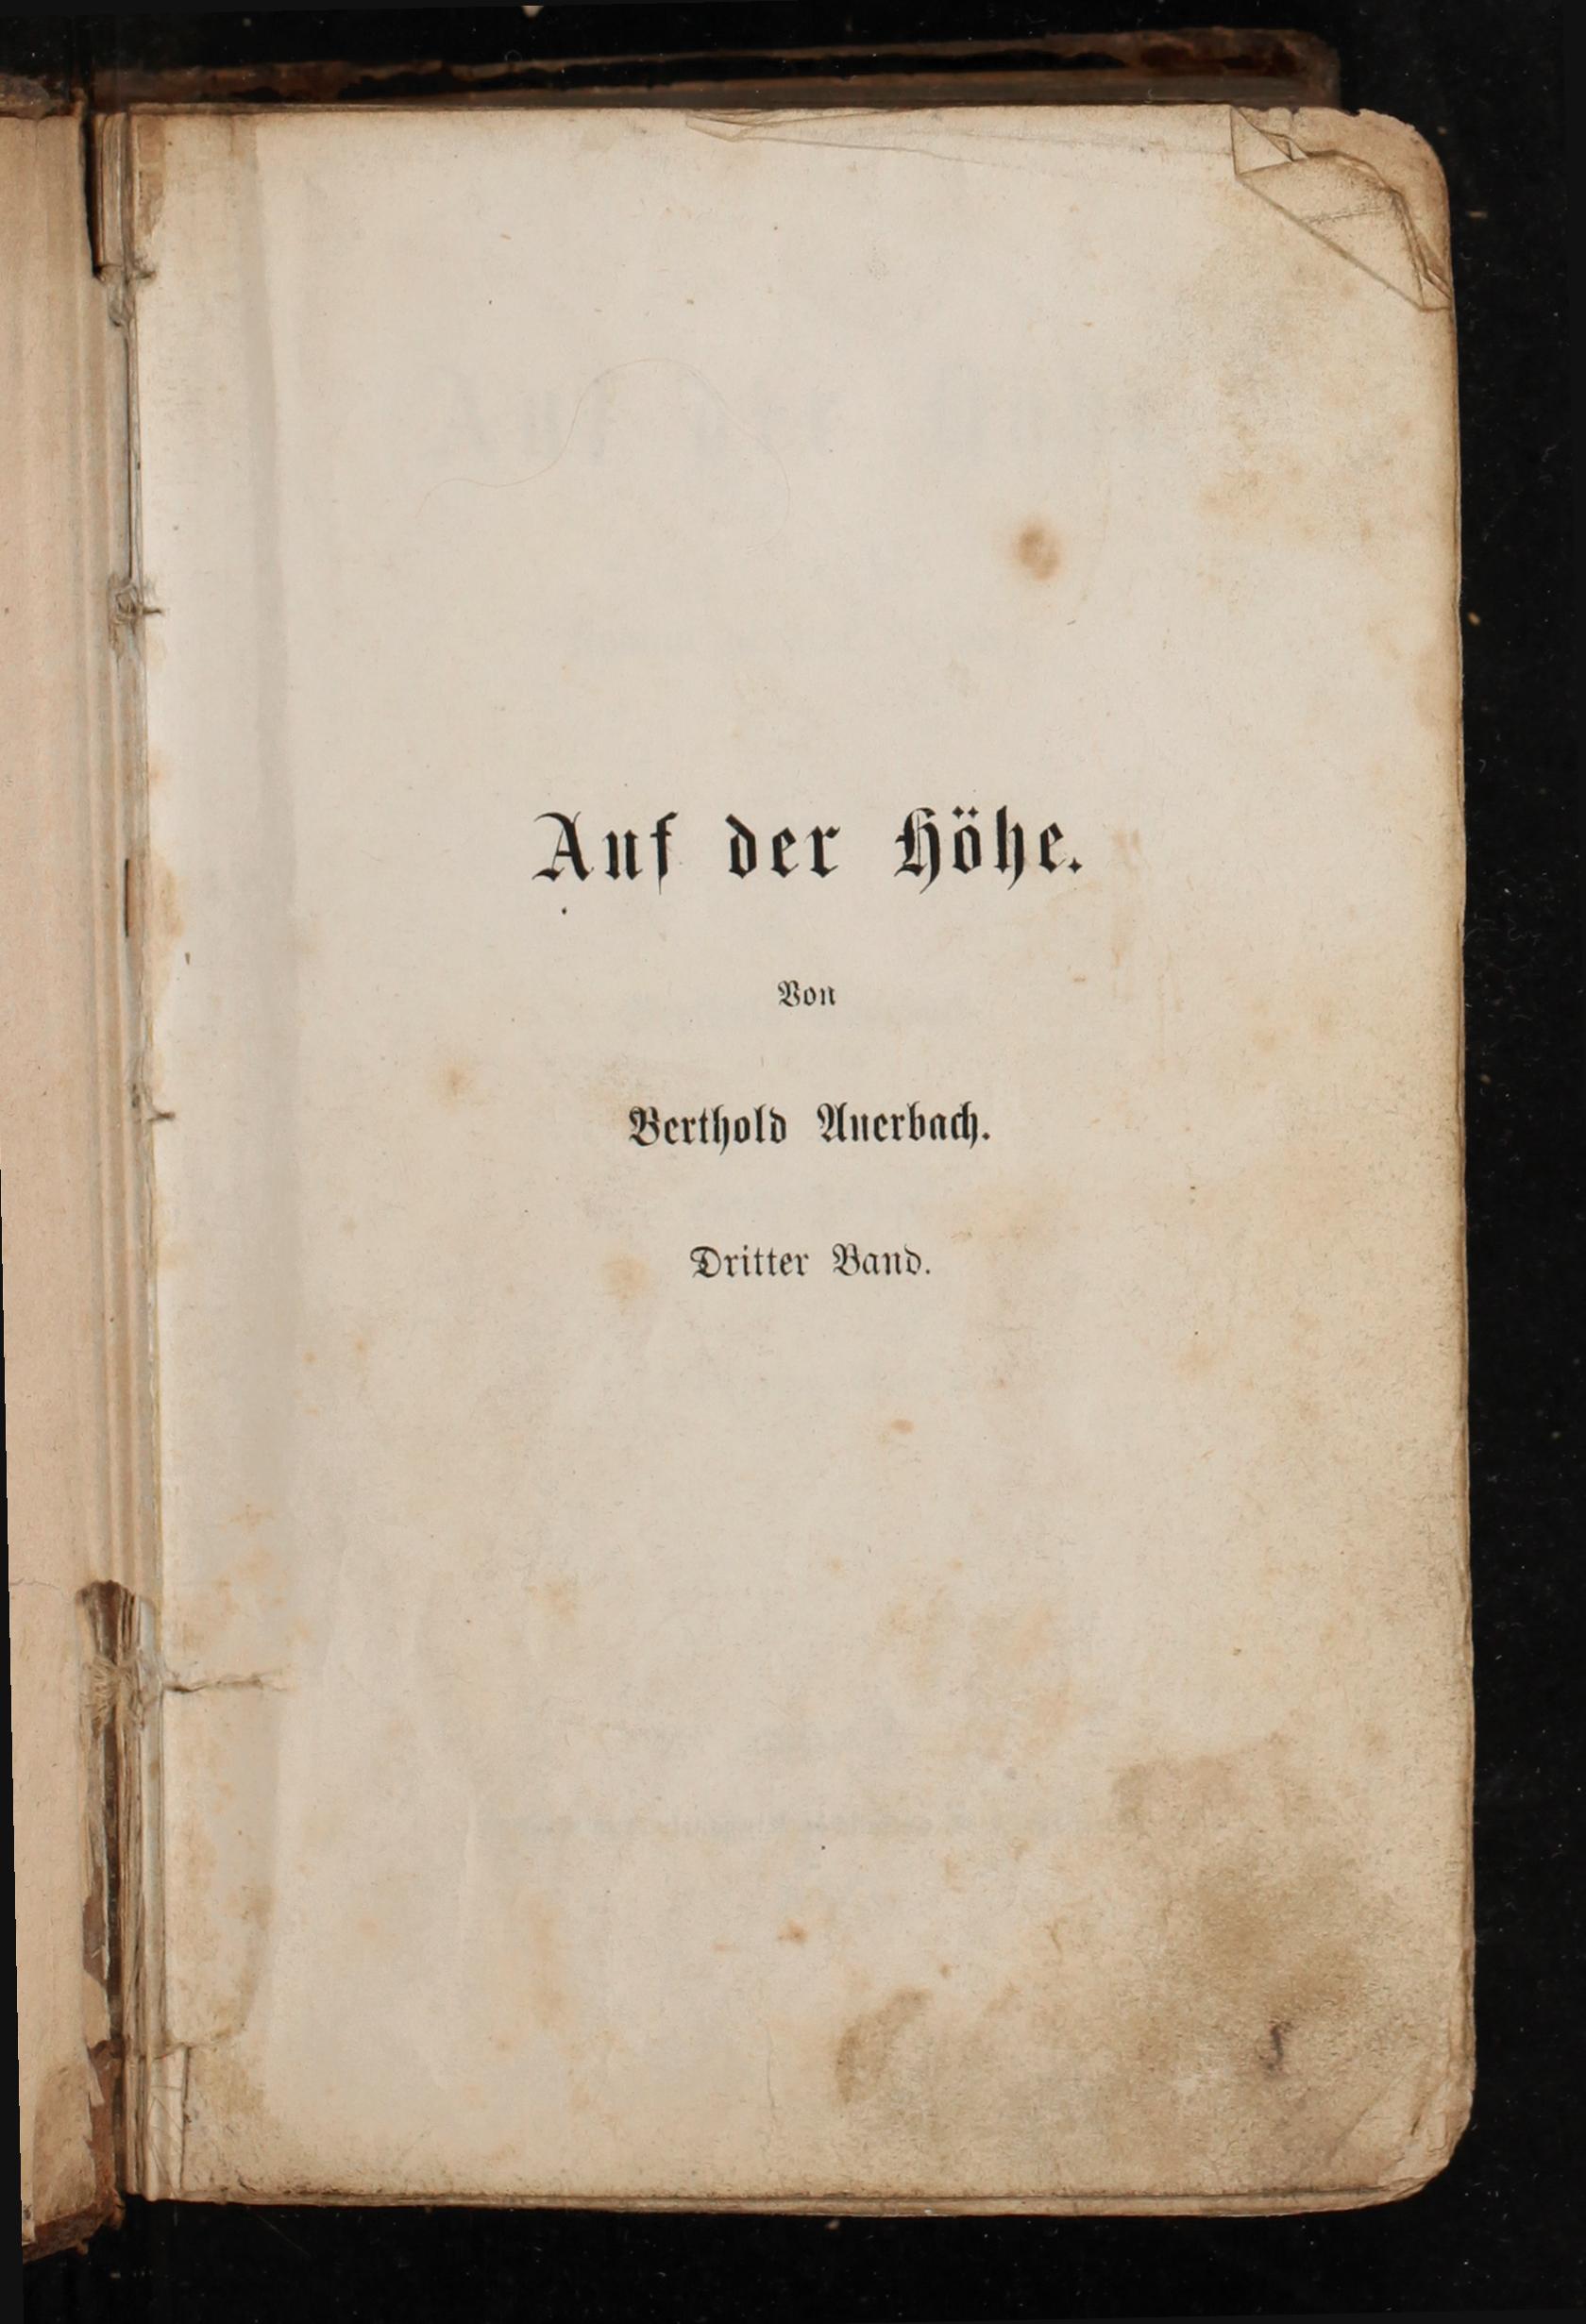 Auf der Höhe.
Von
Berthold Auerbach.
Dritter Band.